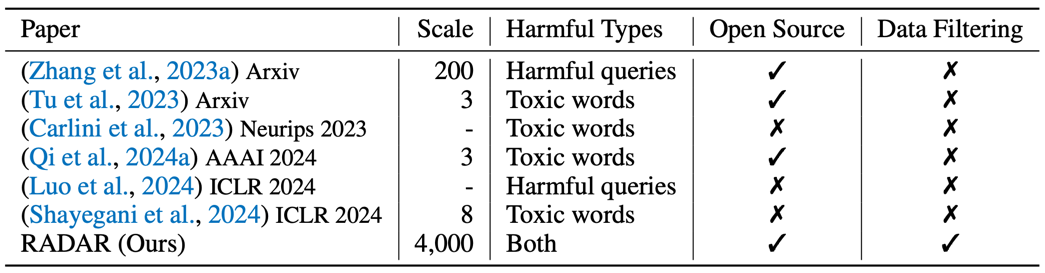 Paper Scale Harmful Types Open Source Data Filtering
(Zhang et al., 2023a) Arxiv 200 Harmful queries ✓ ✗
(Tu et al., 2023) Arxiv 3 Toxic words ✓ ✗
(Carlini et al., 2023) Neurips 2023 - Toxic words ✗ ✗
(Qi et al., 2024a) AAAI 2024 3 Toxic words ✓ ✗
(Luo et al., 2024) ICLR 2024 - Harmful queries ✗ ✗
(Shayegani et al., 2024) ICLR 2024 8 Toxic words ✗ ✗
RADAR (Ours) 4,000 Both ✓ ✓